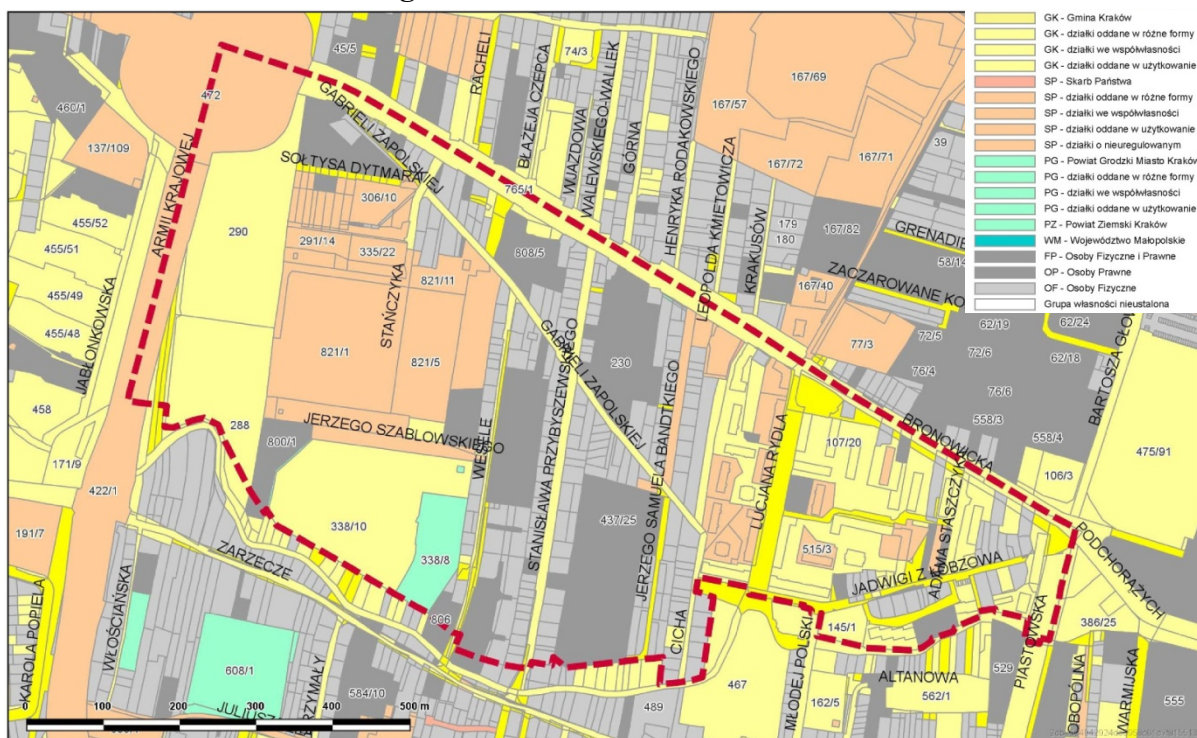 GK - Gmina Kraków
GK - działki oddane w różne formy
GK - działki we współwłasności
GK - działki oddane w użytkowanie
SP - Skarb Państwa
SP - działki oddane w różne formy
SP - działki we współwłasności
SP - działki oddane w użytkowanie
SP - działki o nieuregulowanym
PG - Powiat Grodzki Miasto Kraków
PG - działki oddane w różne formy
PG - działki we współwłasności
PG - działki oddane w użytkowanie
PZ - Powiat Ziemski Kraków
WM - Województwo Małopolskie
FP - Osoby Fizyczne i Prawne
OP - Osoby Prawne
OF - Osoby Fizyczne
Grupa własności nieustalona
45/5
74/3
167/69
RACHELI
BŁAŻEJA CZEPCA
472
460/1
GABRIELI ZAPOLSKIEJ
WJAZDOWA
WALEWSKIEGO-WALLEK
GÓRNA
HENRYKA RODAKOWSKIEGO
167/57
137/109
SOŁTYSA DYTMARA
167/72
167/71
39
306/10
765/1
LEOPOLDA KMIETOWICZA
KRAKUSÓW
179
180
167/82
GRENADIE
455/52
ARMII KRAJOWEJ
290
291/14
335/22
808/5
58/14
455/51
STAŃCZYKA
821/11
ZACZAROWANE KO
167/40
455/49
JABŁONKOWSKA
GABRIELI ZAPOLSKIEJ
72/5
62/19
62/24
455/48
821/1
821/5
230
77/3
72/6
62/18
76/4
BARTOSZA GŁOW
458
288
JERZEGO SZABLOWSKIEGO
WESELE
STANISŁAWA PRZYBYSZEWSKIEGO
JERZEGO SAMUELA BANDTKIEGO
LUCJANA RYDLA
76/6
BRONOWICKA
558/3
558/4
171/9
800/1
107/20
475/91
422/1
106/3
191/7
338/10
437/25
ADAMA STASZCZYKA
338/8
515/3
PODCHORĄŻYCH
ZARZECZE
JADWIGI Z ŁOBZOWA
KAROLA POPIELA
WŁOŚCIAŃSKA
806
CICHA
145/1
386/25
608/1
MŁODEJ POLSKI
ALTANOWA
529
PIASTOWSKA
OBOPÓLNA
WARMIJSKA
467
584/10
489
162/5
562/1
555
0 100 200 300 400 500 m